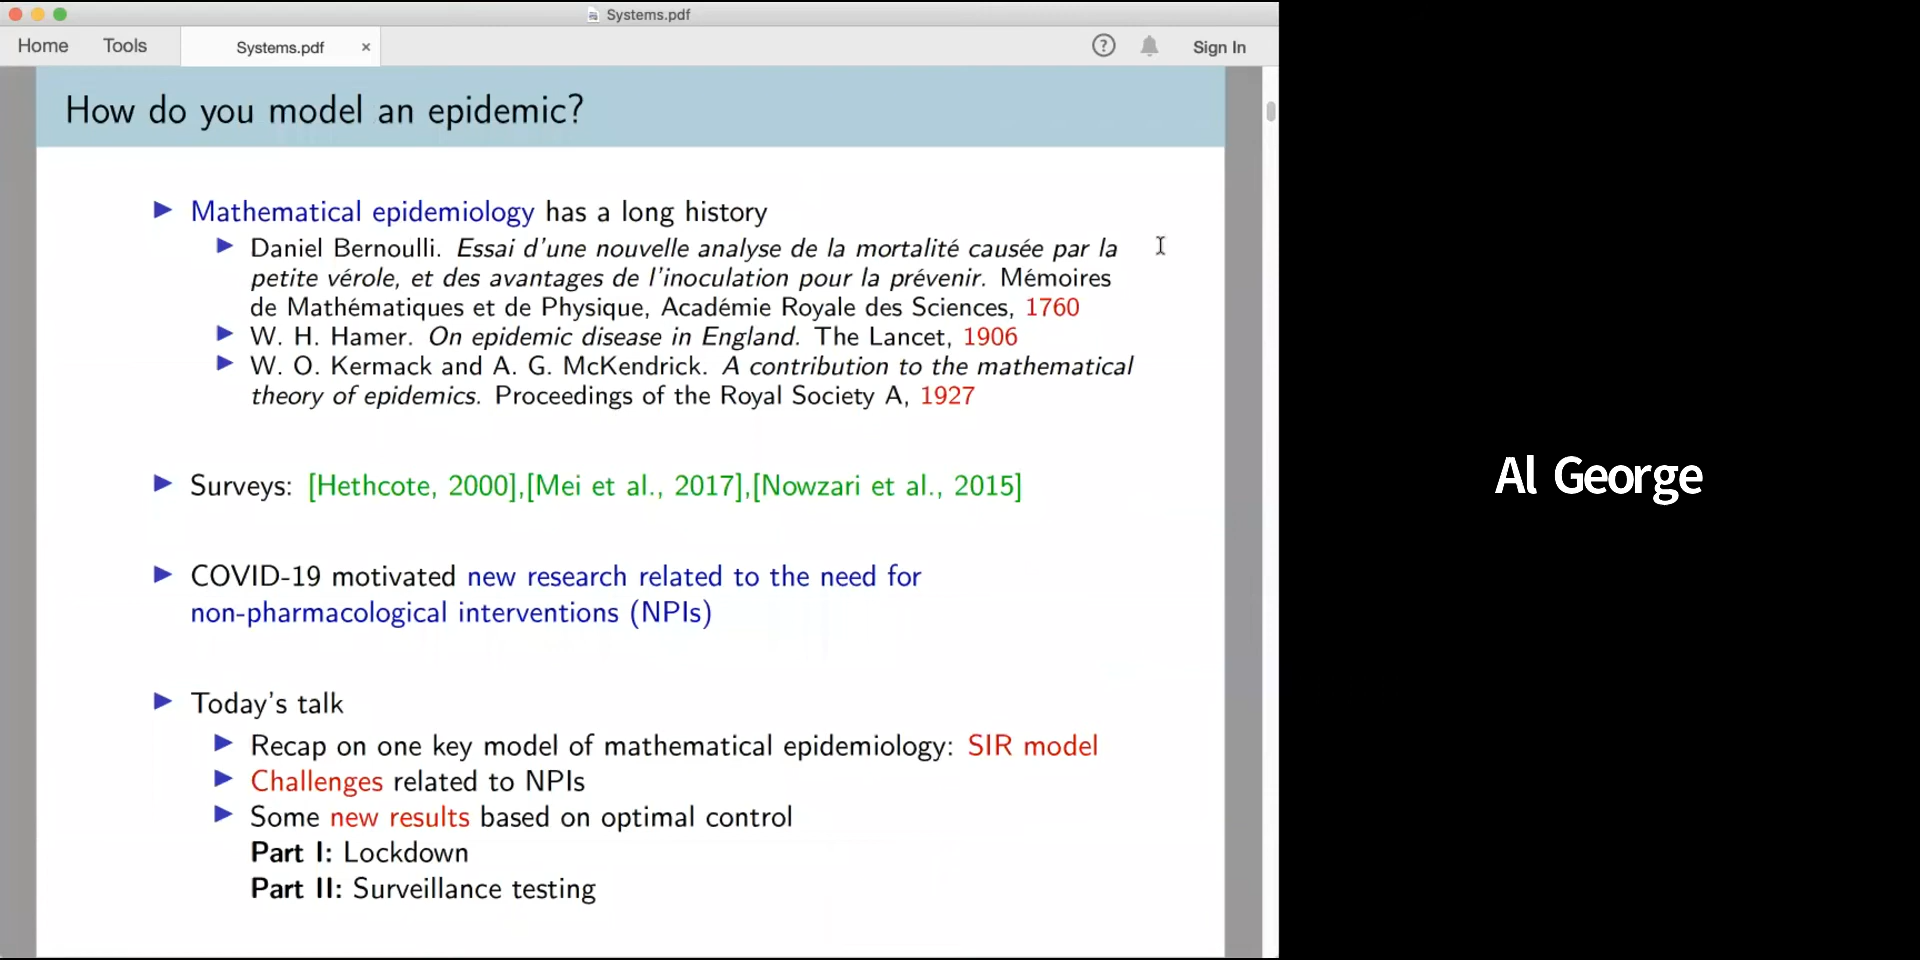 Systems.pdf
Home Tools Systems.pdf × ? Sign In
How do you model an epidemic?
Mathematical epidemiology has a long history
Daniel Bernoulli. Essai d'une nouvelle analyse de la mortalité causée par la
petite vérole, et des avantages de l'inoculation pour la prévenir. Mémoires
de Mathématiques et de Physique, Académie Royale des Sciences, 1760
W. H. Hamer. On epidemic disease in England. The Lancet, 1906
W. O. Kermack and A. G. McKendrick. A contribution to the mathematical
theory of epidemics. Proceedings of the Royal Society A, 1927
Surveys: [Hethcote, 2000],[Mei et al., 2017],[Nowzari et al., 2015]
COVID-19 motivated new research related to the need for
non-pharmacological interventions (NPIs)
Today's talk
Recap on one key model of mathematical epidemiology: SIR model
Challenges related to NPIs
Some new results based on optimal control
Part I: Lockdown
Part II: Surveillance testing
Al George